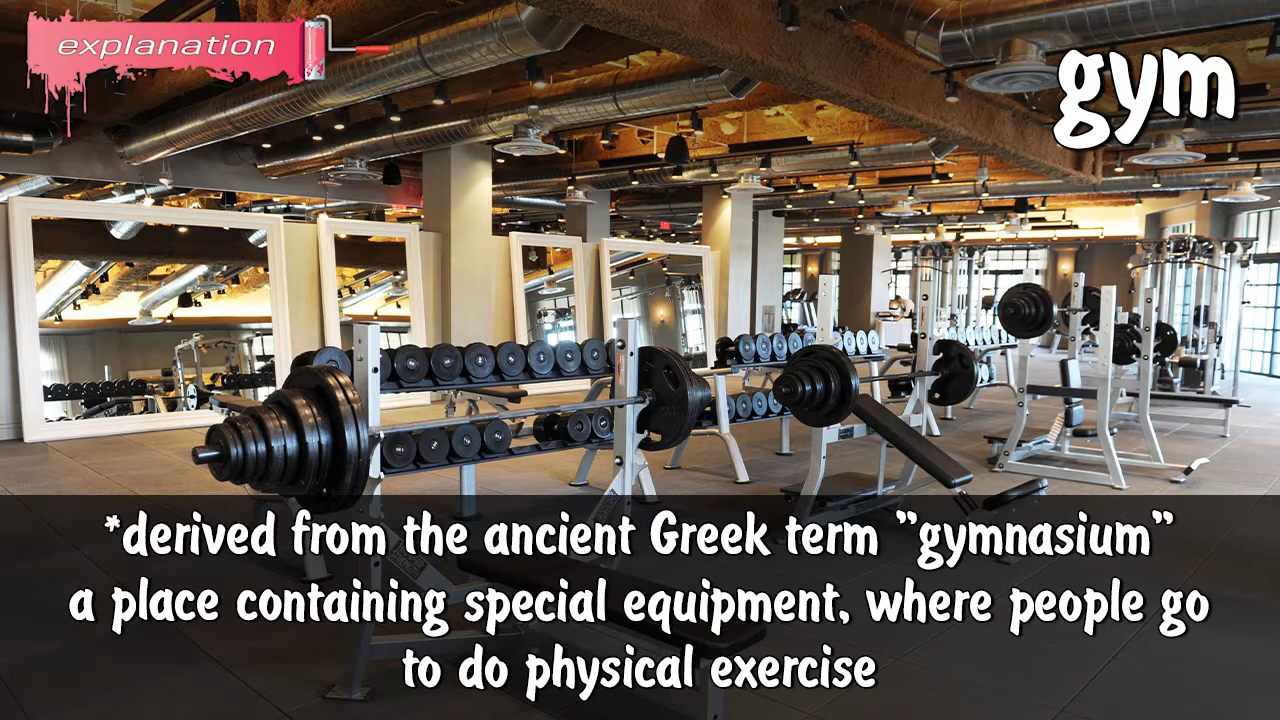 explanation
gym
*derived from the ancient Greek term "gymnasium"
a place containing special equipment, where people go
to do physical exercise